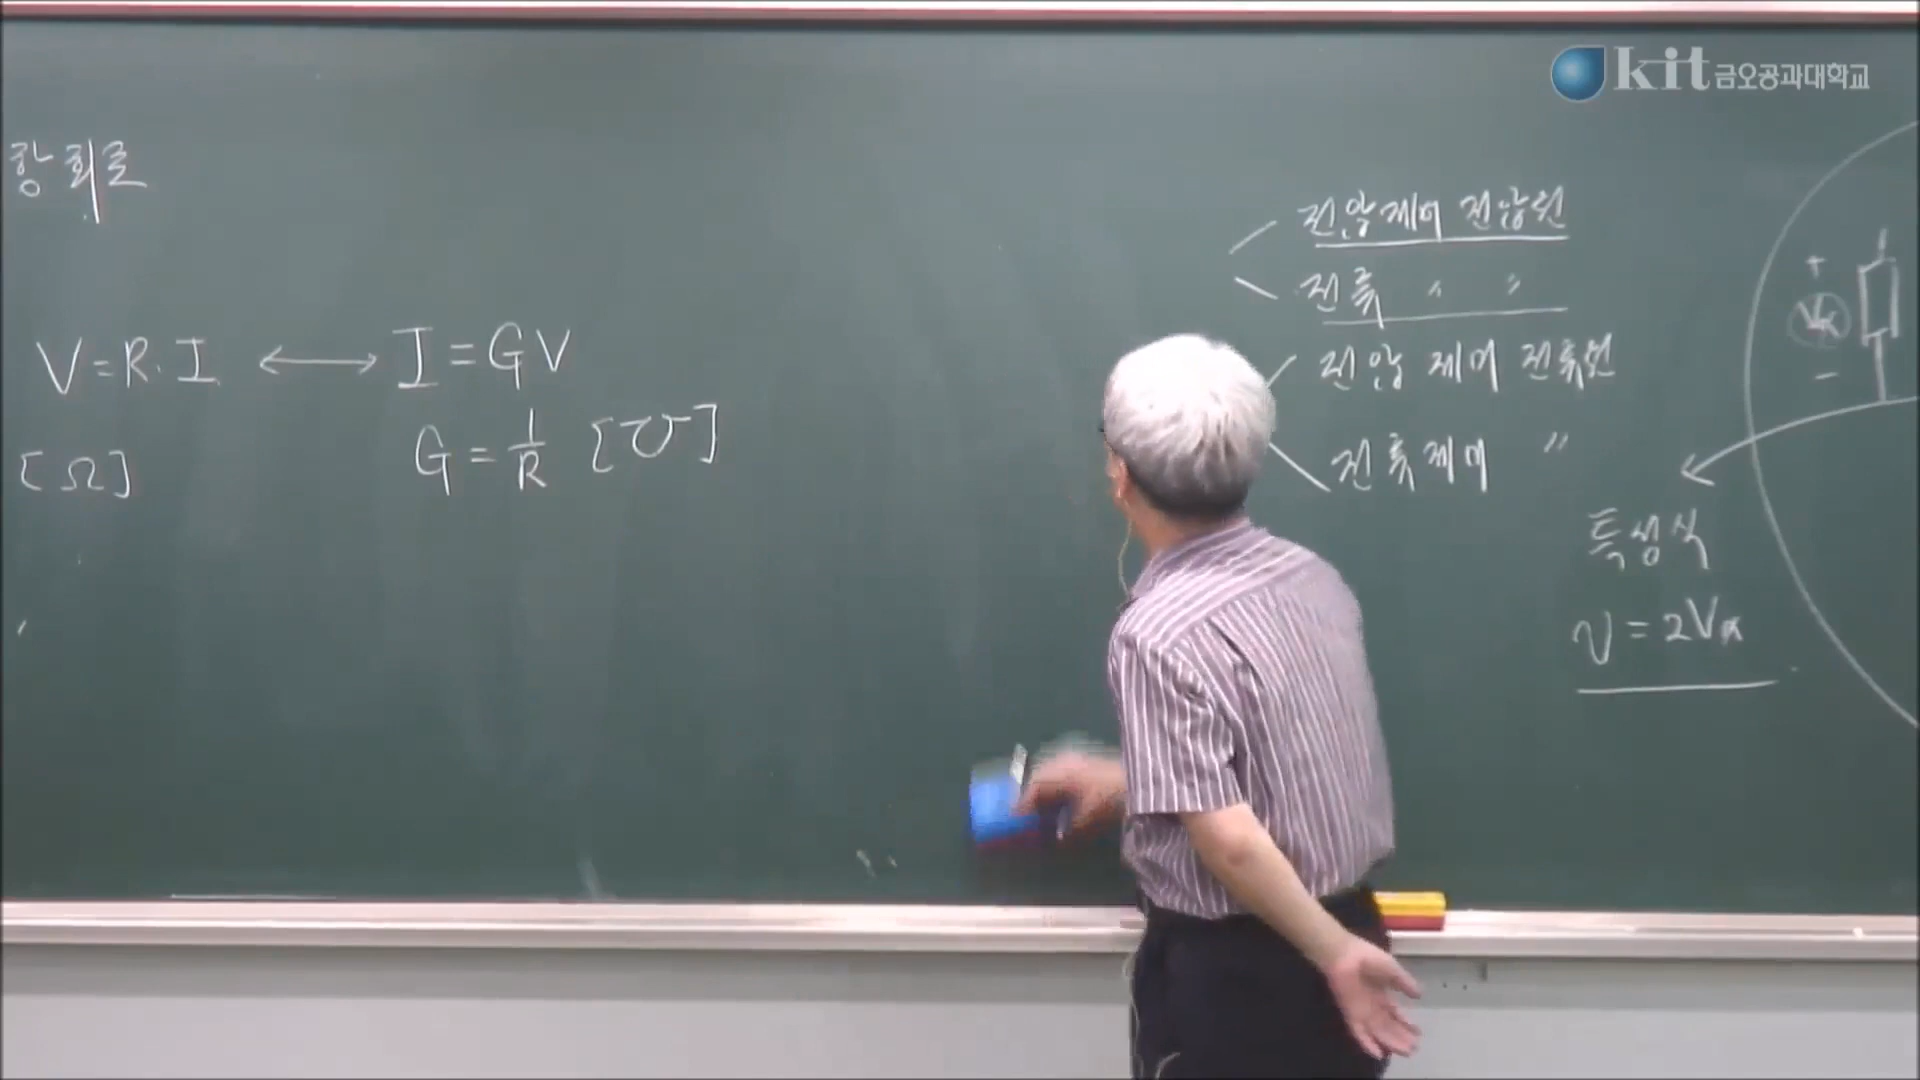 kit 금오공과대학교
항 회로
V = R · I ⟷ I = GV
[Ω]
G = 1/R [℧]
전압제어 전압원
전류 〃 〃
전압 제어 전류원
전류제어 〃
+
Vx
−
특성식
v = 2Vx